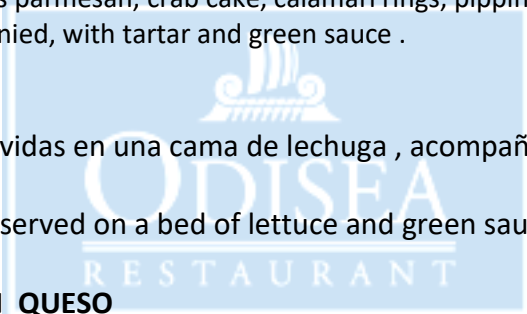 s parmesan, crab cake, calamari rings, pippin
nied, with tartar and green sauce .
vidas en una cama de lechuga , acompañ
ODISEA
served on a bed of lettuce and green sau
RESTAURANT
QUESO